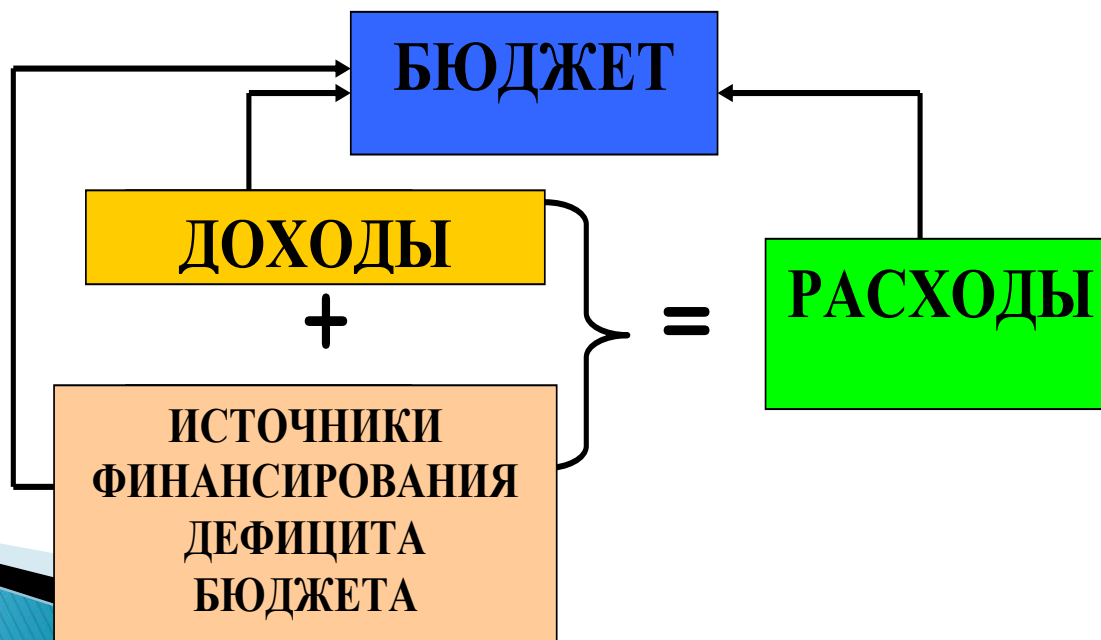 БЮДЖЕТ
ДОХОДЫ
+
=
РАСХОДЫ
ИСТОЧНИКИ
ФИНАНСИРОВАНИЯ
ДЕФИЦИТА
БЮДЖЕТА